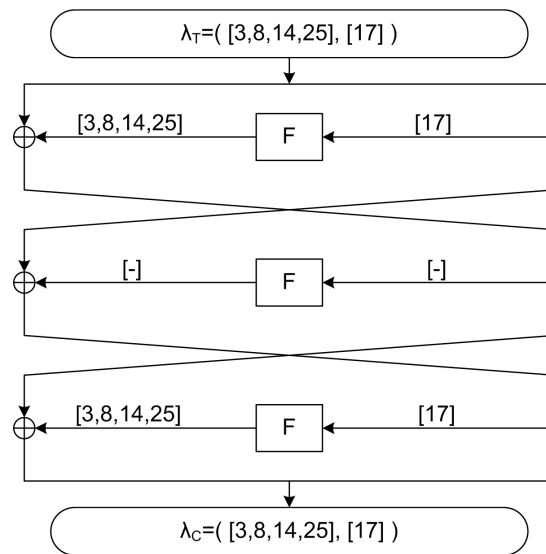 λT=( [3,8,14,25], [17] )
[3,8,14,25] F [17]
[-] F [-]
[3,8,14,25] F [17]
λC=( [3,8,14,25], [17] )